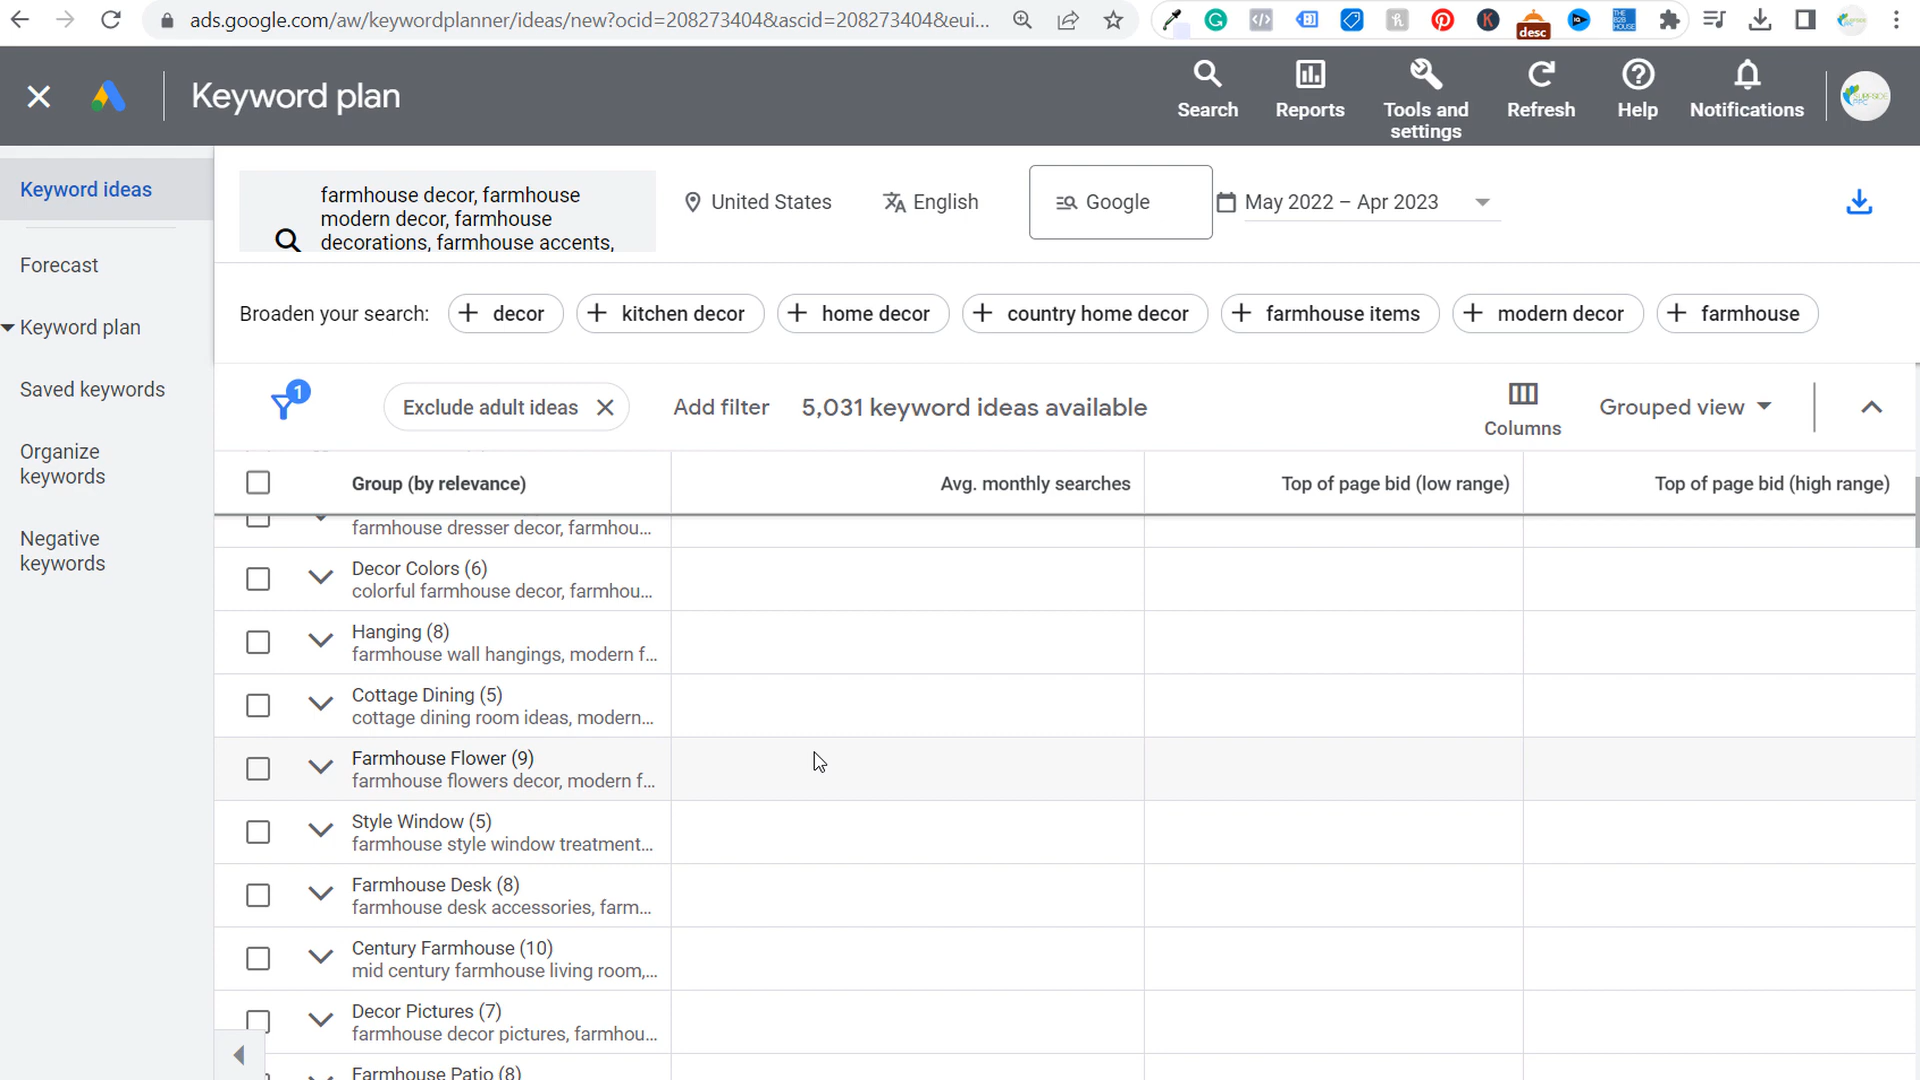 ads.google.com/aw/keywordplanner/ideas/new?ocid=208273404&ascid=208273404&eui...
desc
Keyword plan
Search
Reports
Tools and
settings
Refresh
Help
Notifications
Keyword ideas
Forecast
Keyword plan
Saved keywords
Organize
keywords
Negative
keywords
farmhouse decor, farmhouse
modern decor, farmhouse
decorations, farmhouse accents,
United States
English
Google
May 2022 – Apr 2023
Broaden your search:
decor
kitchen decor
home decor
country home decor
farmhouse items
modern decor
farmhouse
1
Exclude adult ideas
Add filter
5,031 keyword ideas available
Columns
Grouped view
Group (by relevance)
Avg. monthly searches
Top of page bid (low range)
Top of page bid (high range)
farmhouse dresser decor, farmhou...
Decor Colors (6)
colorful farmhouse decor, farmhou...
Hanging (8)
farmhouse wall hangings, modern f...
Cottage Dining (5)
cottage dining room ideas, modern...
Farmhouse Flower (9)
farmhouse flowers decor, modern f...
Style Window (5)
farmhouse style window treatment...
Farmhouse Desk (8)
farmhouse desk accessories, farm...
Century Farmhouse (10)
mid century farmhouse living room,...
Decor Pictures (7)
farmhouse decor pictures, farmhou...
Farmhouse Patio (8)